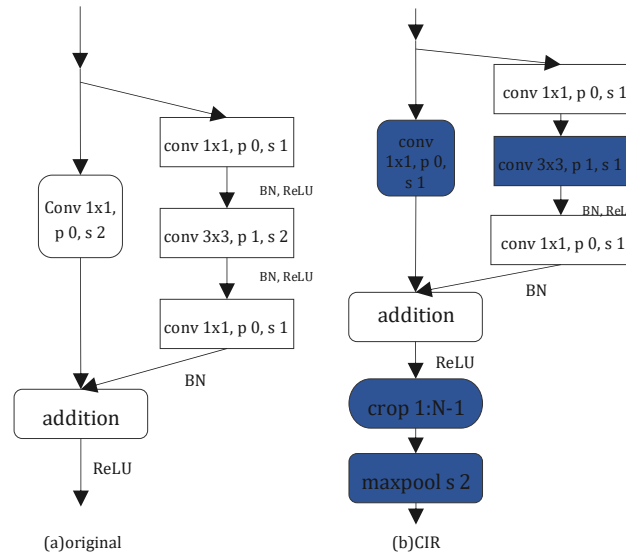 conv 1x1, p 0, s 1
BN, ReLU
Conv 1x1,
p 0, s 2
conv 3x3, p 1, s 2
BN, ReLU
conv 1x1, p 0, s 1
BN
addition
ReLU
(a)original
conv 1x1, p 0, s 1
conv
1x1, p 0,
s 1
conv 3x3, p 1, s 1
BN, ReL
conv 1x1, p 0, s 1
BN
addition
ReLU
crop 1:N-1
maxpool s 2
(b)CIR